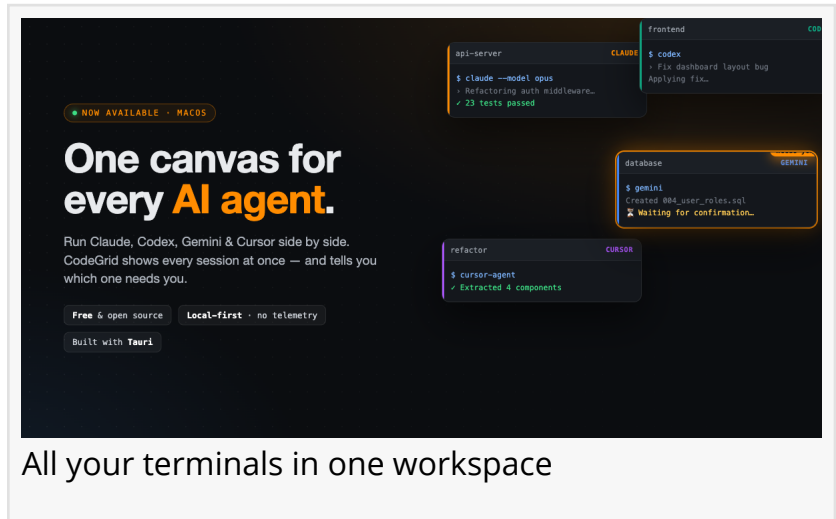 NOW AVAILABLE · MACOS
One canvas for
every AI agent.
Run Claude, Codex, Gemini & Cursor side by side.
CodeGrid shows every session at once — and tells you
which one needs you.
Free & open source
Local-first · no telemetry
Built with Tauri
api-server CLAUDE
$ claude --model opus
› Refactoring auth middleware…
✓ 23 tests passed
frontend COD
$ codex
› Fix dashboard layout bug
Applying fix…
database GEMINI
$ gemini
Created 004_user_roles.sql
⏳ Waiting for confirmation…
refactor CURSOR
$ cursor-agent
✓ Extracted 4 components
All your terminals in one workspace